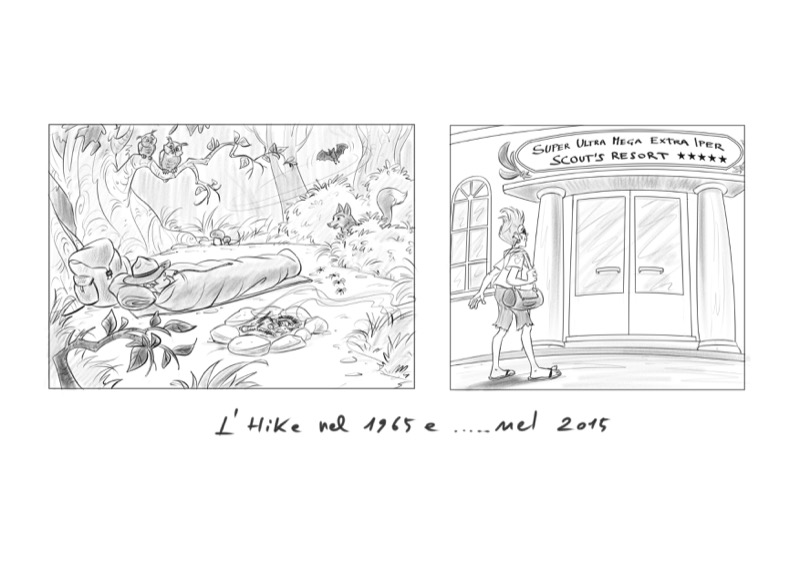 SUPER ULTRA MEGA EXTRA IPER
SCOUT'S RESORT ★★★★★
L'Hike nel 1965 e .....nel 2015